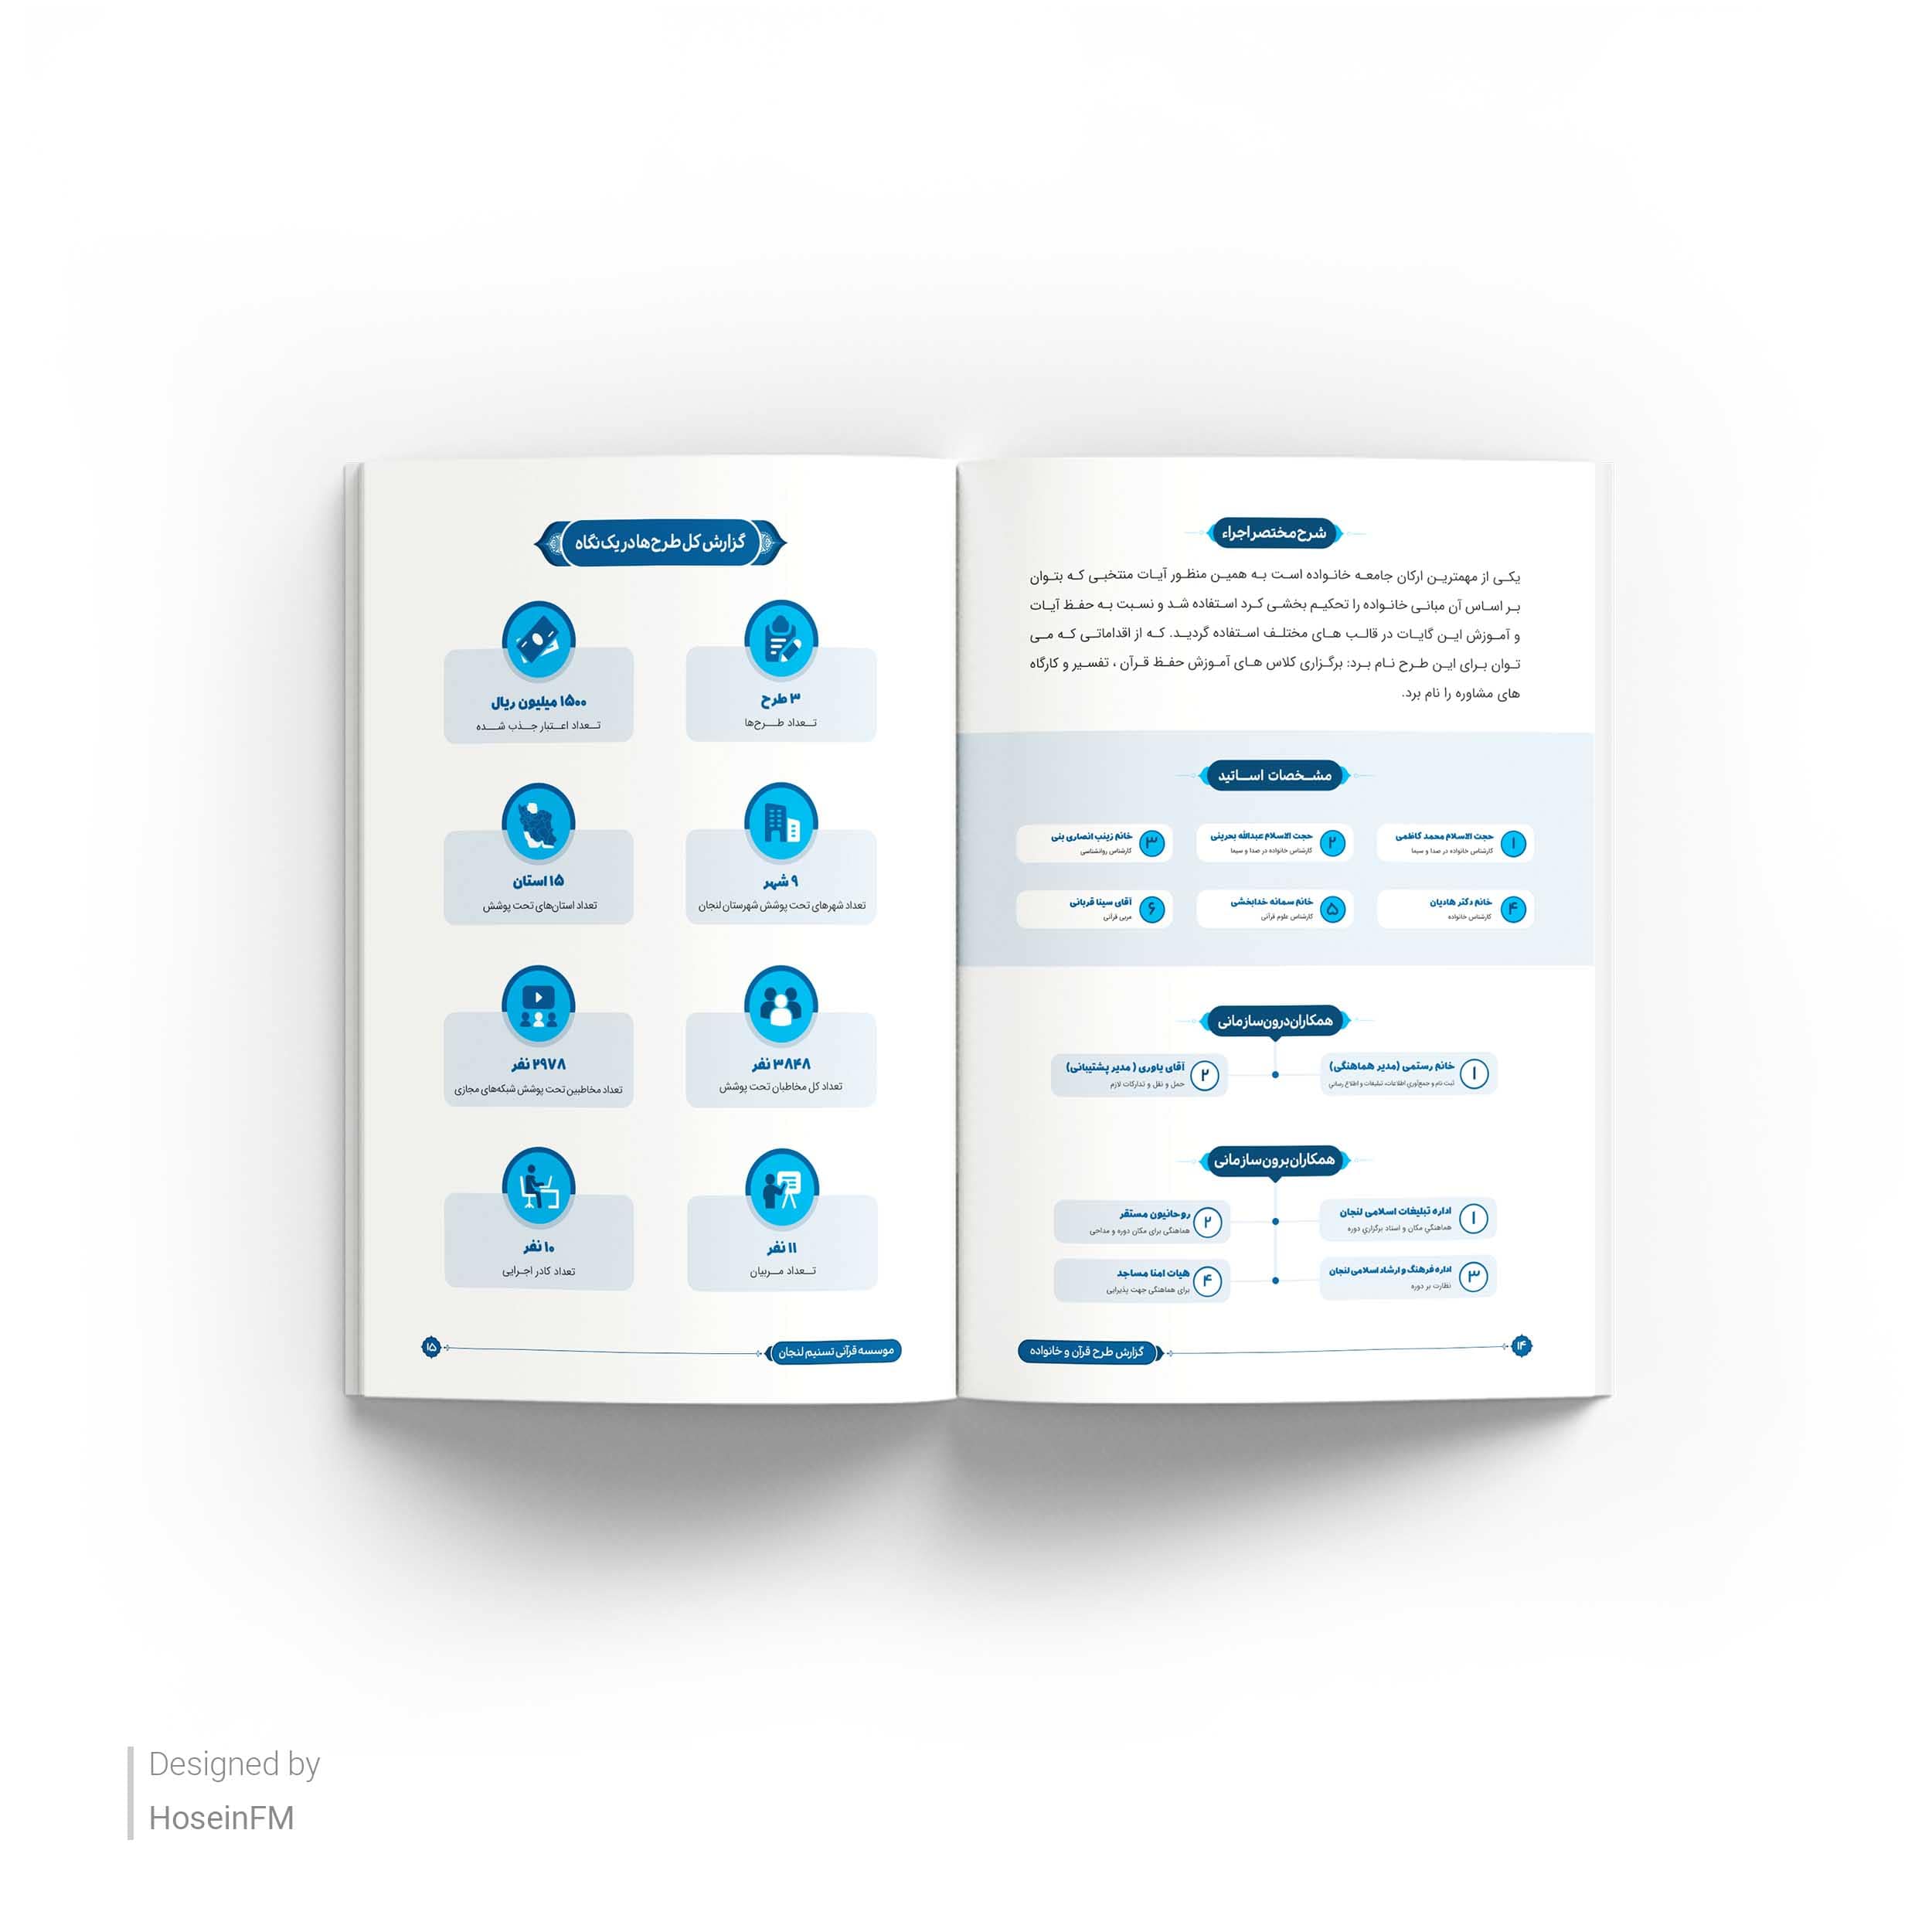 شرح مختصر اجراء
یکی از مهمترین ارکان جامعه خانواده است به همین منظور آیات منتخبی که بتوان
بر اساس آن مبانی خانواده را تحکیم بخشی کرد استفاده شد و نسبت به حفظ آیات
و آموزش این گایات در قالب های مختلف استفاده گردید. که از اقداماتی که می
توان برای این طرح نام برد: برگزاری کلاس های آموزش حفظ قرآن ، تفسیر و کارگاه
های مشاوره را نام برد.
مشخصات اساتید
۱ حجت الاسلام محمد کاظمی
کارشناس خانواده در صدا و سیما
۲ حجت الاسلام عبدالله بحرینی
کارشناس خانواده در صدا و سیما
۳ خانم زینب انصاری بنی
کارشناس روانشناسی
۴ خانم دکتر هادیان
کارشناس خانواده
۵ خانم سمانه خدابخشی
کارشناس علوم قرآنی
۶ آقای سینا قربانی
مربی قرآنی
همکاران درون سازمانی
۱ خانم رستمی (مدیر هماهنگی)
ثبت نام و جمع‌آوری اطلاعات، تبلیغات و اطلاع رسانی
۲ آقای یاوری ( مدیر پشتیبانی)
حمل و نقل و تدارکات لازم
همکاران برون سازمانی
۱ اداره تبلیغات اسلامی لنجان
هماهنگی مکان و اسناد برگزاری دوره
۲ روحانیون مستقر
هماهنگی برای مکان دوره و مداحی
۳ اداره فرهنگ و ارشاد اسلامی لنجان
نظارت بر دوره
۴ هیات امنا مساجد
برای هماهنگی جهت پذیرایی
۱۴
گزارش طرح قرآن و خانواده
گزارش کل طرح‌ها در یک نگاه
۳ طرح
تعداد طرح‌ها
۱۵۰۰ میلیون ریال
تعداد اعتبار جذب شده
۹ شهر
تعداد شهرهای تحت پوشش شهرستان لنجان
۱۵ استان
تعداد استان‌های تحت پوشش
۳۸۴۸ نفر
تعداد کل مخاطبان تحت پوشش
۲۹۷۸ نفر
تعداد مخاطبین تحت پوشش شبکه‌های مجازی
۱۱ نفر
تعداد مربیان
۱۰ نفر
تعداد کادر اجرایی
موسسه قرآنی تسنیم لنجان
۱۵
Designed by
HoseinFM